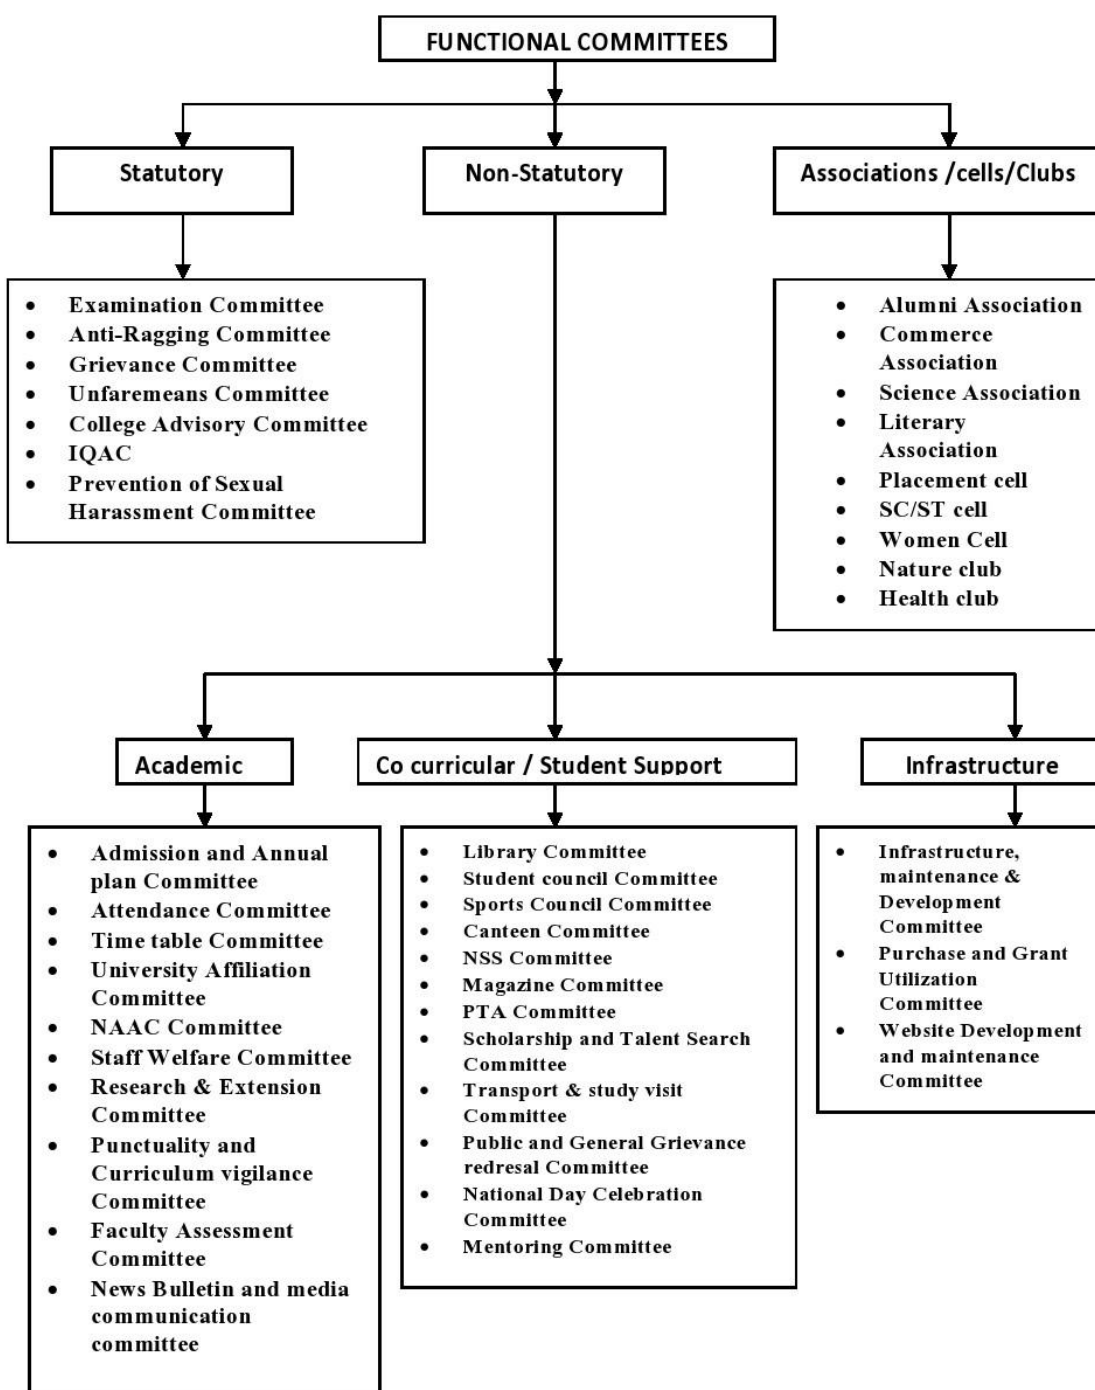 FUNCTIONAL COMMITTEES
Statutory
Non-Statutory
Associations /cells/Clubs
• Examination Committee
• Anti-Ragging Committee
• Grievance Committee
• Unfaremeans Committee
• College Advisory Committee
• IQAC
• Prevention of Sexual
Harassment Committee
• Alumni Association
• Commerce
Association
• Science Association
• Literary
Association
• Placement cell
• SC/ST cell
• Women Cell
• Nature club
• Health club
Academic
Co curricular / Student Support
Infrastructure
• Admission and Annual
plan Committee
• Attendance Committee
• Time table Committee
• University Affiliation
Committee
• NAAC Committee
• Staff Welfare Committee
• Research & Extension
Committee
• Punctuality and
Curriculum vigilance
Committee
• Faculty Assessment
Committee
• News Bulletin and media
communication
committee
• Library Committee
• Student council Committee
• Sports Council Committee
• Canteen Committee
• NSS Committee
• Magazine Committee
• PTA Committee
• Scholarship and Talent Search
Committee
• Transport & study visit
Committee
• Public and General Grievance
redresal Committee
• National Day Celebration
Committee
• Mentoring Committee
• Infrastructure,
maintenance &
Development
Committee
• Purchase and Grant
Utilization
Committee
• Website Development
and maintenance
Committee